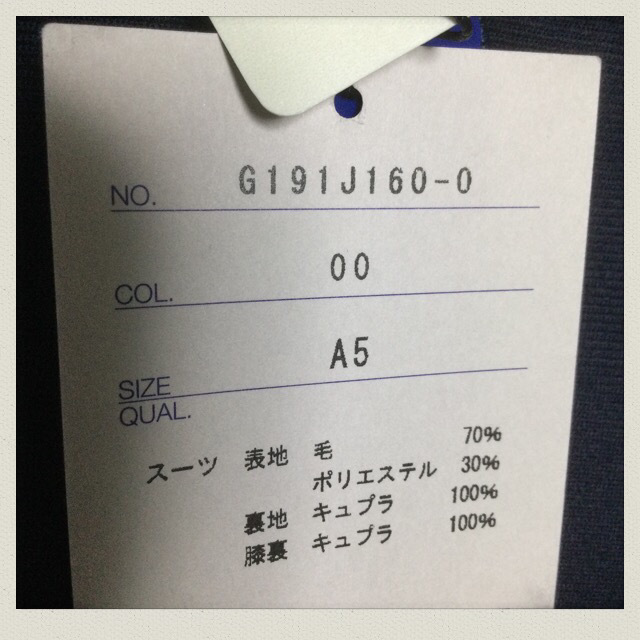 NO. G191J160-0
COL. 00
SIZE A5
QUAL.
スーツ 表地 毛 70%
ポリエステル 30%
裏地 キュプラ 100%
膝裏 キュプラ 100%